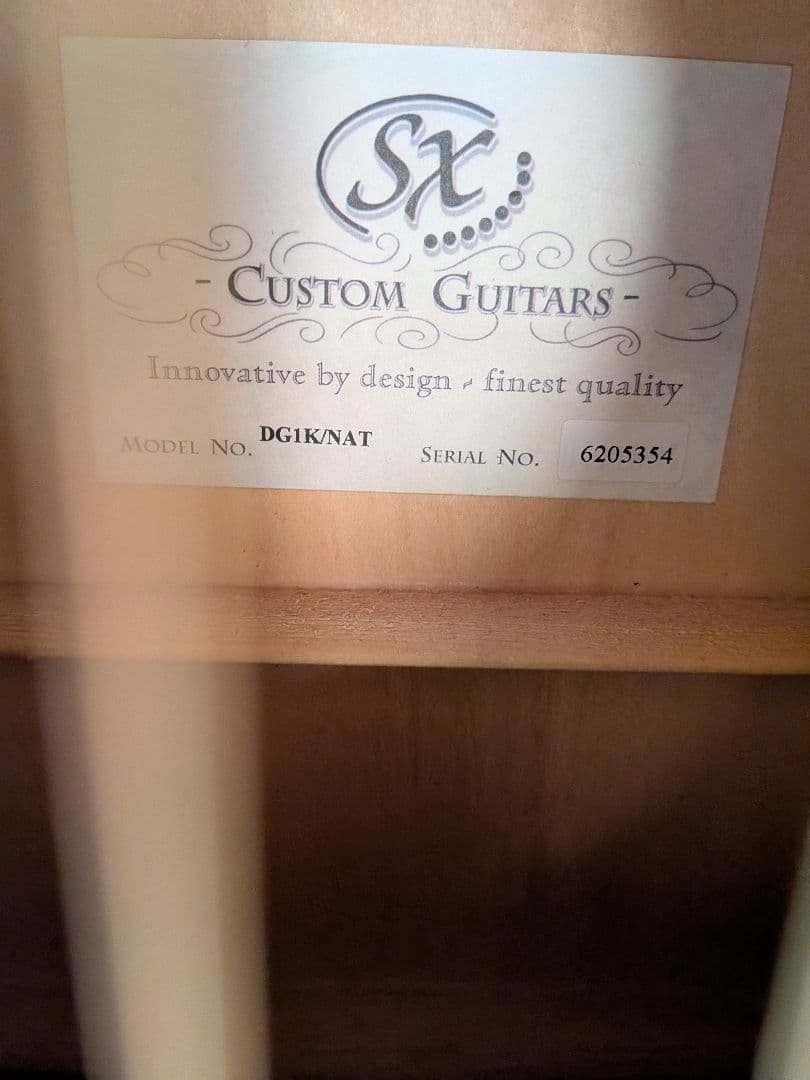 SX
- CUSTOM GUITARS -
Innovative by design - finest quality
MODEL NO. DG1K/NAT SERIAL NO. 6205354